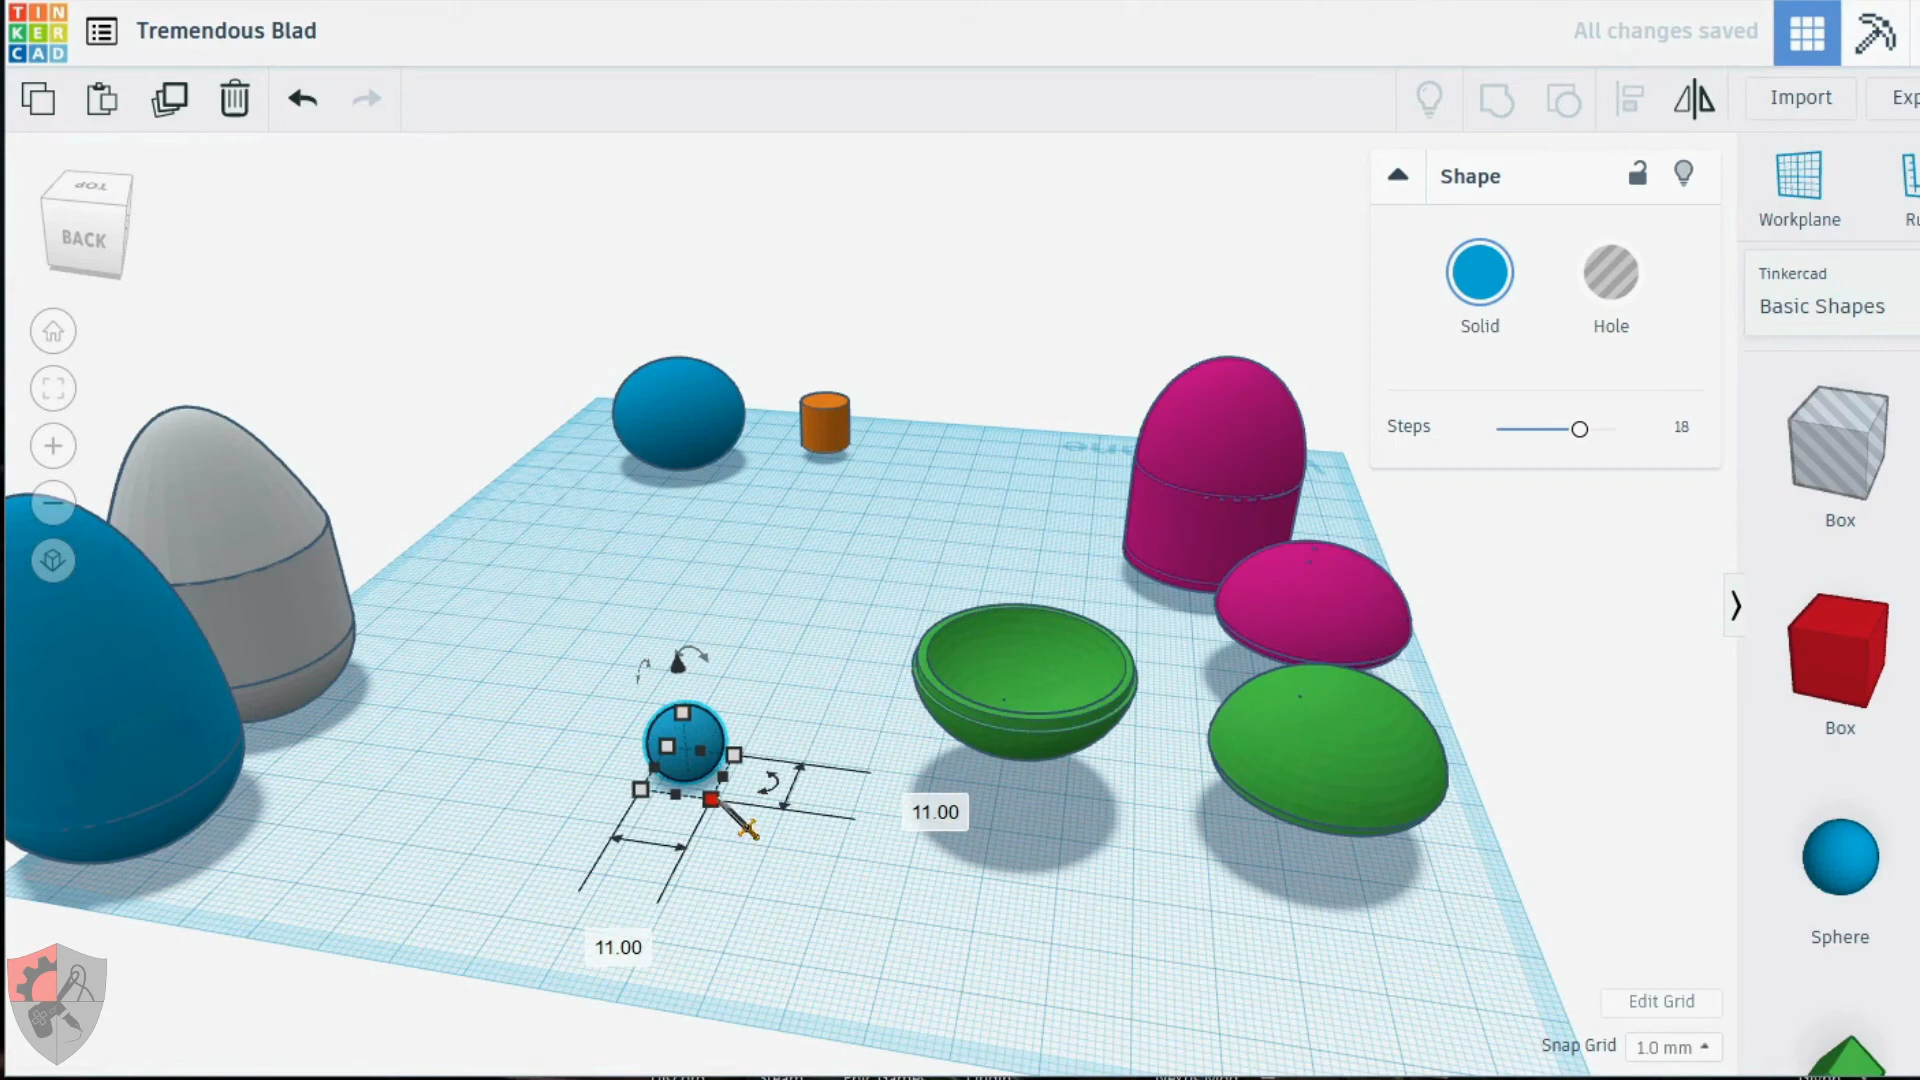 TIN
KER
CAD
Tremendous Blad
All changes saved
Import
Exp
TOP
BACK
Shape
Solid
Hole
Steps
18
Workplane
Ru
Tinkercad
Basic Shapes
Box
Box
Sphere
11.00
11.00
Edit Grid
Snap Grid
1.0 mm